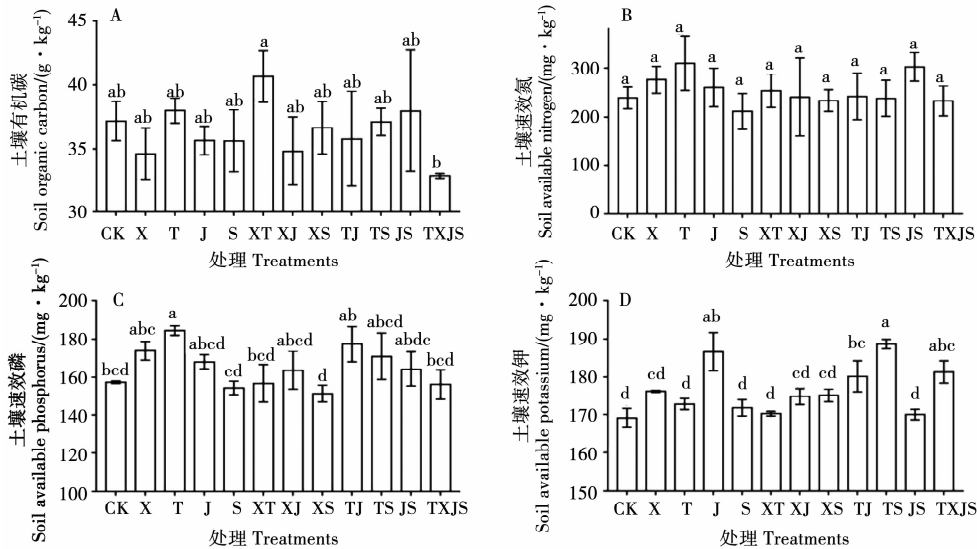 A
土壤有机碳
Soil organic carbon/(g·kg⁻¹)
45
40
35
30
ab ab ab ab ab a ab ab ab ab ab b
CK X T J S XT XJ XS TJ TS JS TXJS
处理 Treatments
B
土壤速效氮
Soil available nitrogen/(mg·kg⁻¹)
300
200
100
0
a a a a a a a a a a a a
CK X T J S XT XJ XS TJ TS JS TXJS
处理 Treatments
C
土壤速效磷
Soil available phosphorus/(mg·kg⁻¹)
200
180
160
140
120
100
bcd abc a abcd cd bcd abcd d ab abcd abdc bcd
CK X T J S XT XJ XS TJ TS JS TXJS
处理 Treatments
D
土壤速效钾
Soil available potassium/(mg·kg⁻¹)
200
190
180
170
160
150
d cd d ab d d cd cd bc a d abc
CK X T J S XT XJ XS TJ TS JS TXJS
处理 Treatments